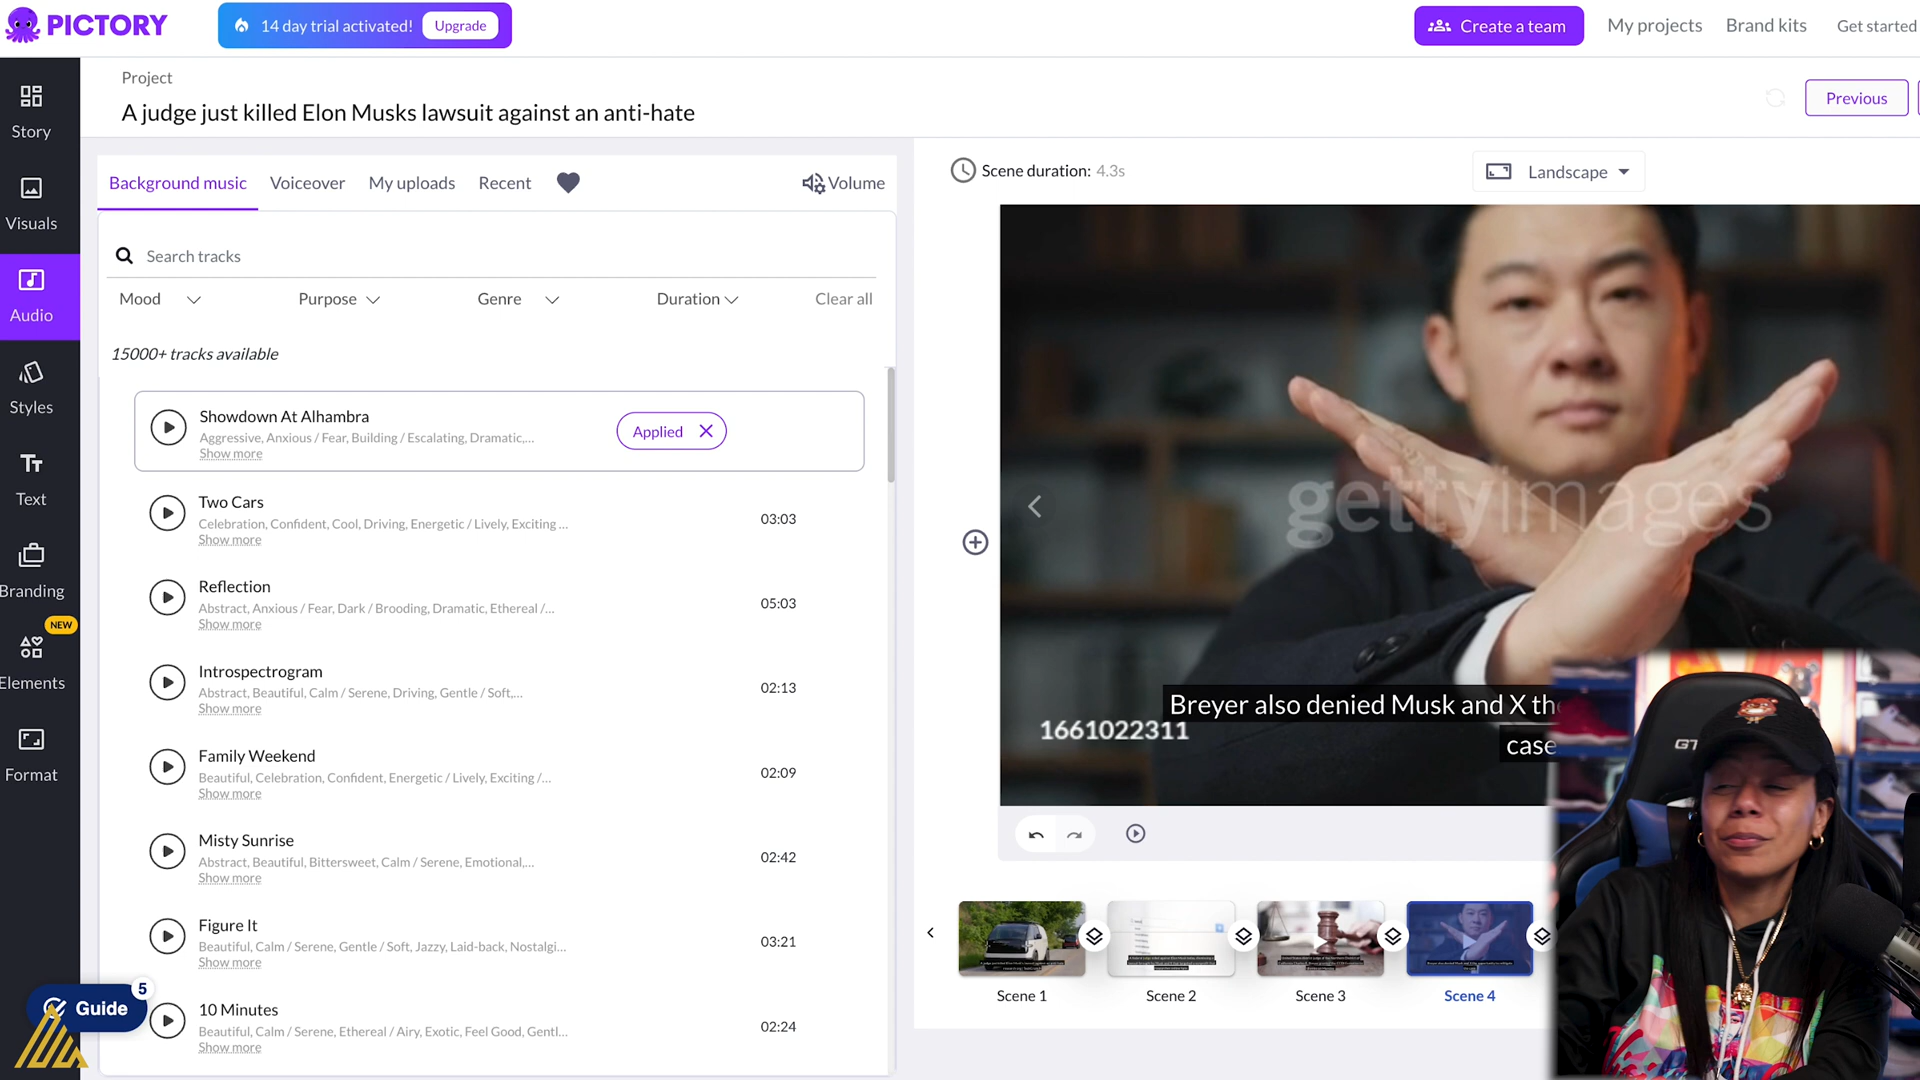 PICTORY
14 day trial activated!
Upgrade
Create a team
My projects
Brand kits
Get started
Project
A judge just killed Elon Musks lawsuit against an anti-hate
Previous
Story
Visuals
Audio
Styles
Text
Branding
NEW
Elements
Format
Guide
5
Background music
Voiceover
My uploads
Recent
Volume
Search tracks
Mood
Purpose
Genre
Duration
Clear all
15000+ tracks available
Showdown At Alhambra
Aggressive, Anxious / Fear, Building / Escalating, Dramatic,...
Show more
Applied
Two Cars
Celebration, Confident, Cool, Driving, Energetic / Lively, Exciting ...
Show more
03:03
Reflection
Abstract, Anxious / Fear, Dark / Brooding, Dramatic, Ethereal /...
Show more
05:03
Introspectrogram
Abstract, Beautiful, Calm / Serene, Driving, Gentle / Soft,...
Show more
02:13
Family Weekend
Beautiful, Celebration, Confident, Energetic / Lively, Exciting /...
Show more
02:09
Misty Sunrise
Abstract, Beautiful, Bittersweet, Calm / Serene, Emotional,...
Show more
02:42
Figure It
Beautiful, Calm / Serene, Gentle / Soft, Jazzy, Laid-back, Nostalgi...
Show more
03:21
10 Minutes
Beautiful, Calm / Serene, Ethereal / Airy, Exotic, Feel Good, Gentl...
Show more
02:24
Scene duration: 4.3s
Landscape
gettyimages
Breyer also denied Musk and X the
case
1661022311
GT
Scene 1
Scene 2
Scene 3
Scene 4